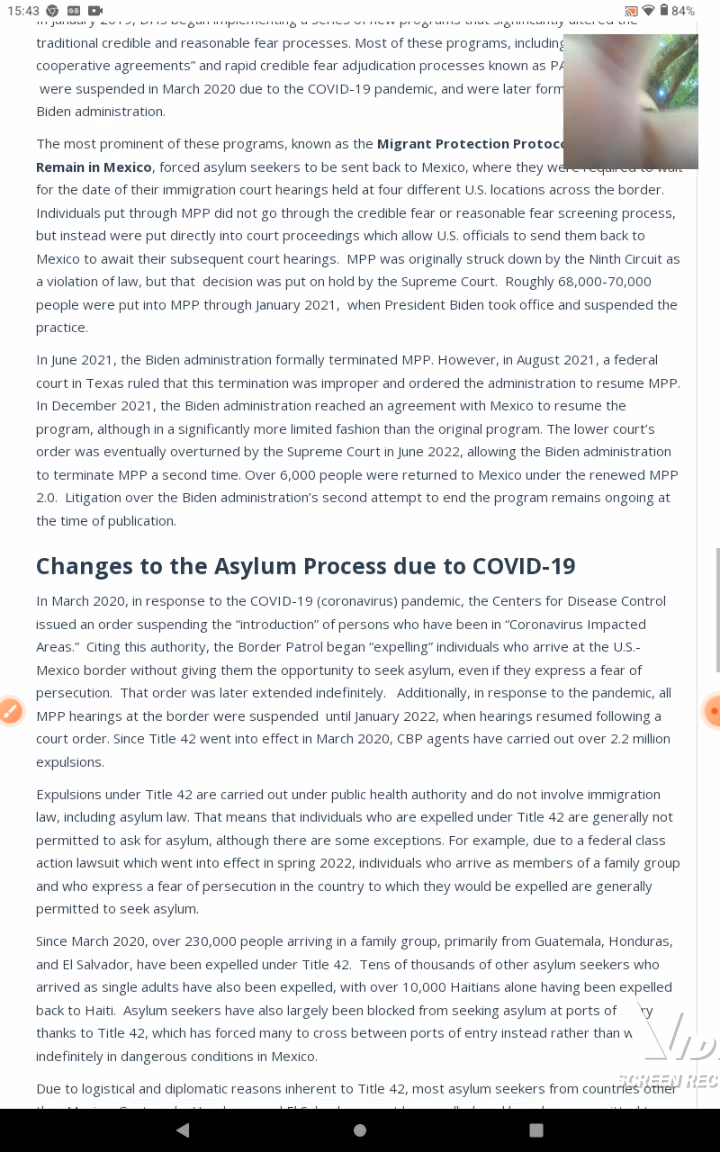 15:43
84%
In January 2019, DHS began implementing a series of new programs that significantly altered the
traditional credible and reasonable fear processes. Most of these programs, including
cooperative agreements” and rapid credible fear adjudication processes known as
were suspended in March 2020 due to the COVID-19 pandemic, and were later
Biden administration.
The most prominent of these programs, known as the Migrant Protection
Remain in Mexico, forced asylum seekers to be sent back to Mexico, where they were required to wait
for the date of their immigration court hearings held at four different U.S. locations across the border.
Individuals put through MPP did not go through the credible fear or reasonable fear screening process,
but instead were put directly into court proceedings which allow U.S. officials to send them back to
Mexico to await their subsequent court hearings. MPP was originally struck down by the Ninth Circuit as
a violation of law, but that decision was put on hold by the Supreme Court. Roughly 68,000-70,000
people were put into MPP through January 2021, when President Biden took office and suspended the
practice.
In June 2021, the Biden administration formally terminated MPP. However, in August 2021, a federal
court in Texas ruled that this termination was improper and ordered the administration to resume MPP.
In December 2021, the Biden administration reached an agreement with Mexico to resume the
program, although in a significantly more limited fashion than the original program. The lower court’s
order was eventually overturned by the Supreme Court in June 2022, allowing the Biden administration
to terminate MPP a second time. Over 6,000 people were returned to Mexico under the renewed MPP
2.0. Litigation over the Biden administration’s second attempt to end the program remains ongoing at
the time of publication.
Changes to the Asylum Process due to COVID-19
In March 2020, in response to the COVID-19 (coronavirus) pandemic, the Centers for Disease Control
issued an order suspending the “introduction” of persons who have been in “Coronavirus Impacted
Areas.” Citing this authority, the Border Patrol began “expelling” individuals who arrive at the U.S.-
Mexico border without giving them the opportunity to seek asylum, even if they express a fear of
persecution. That order was later extended indefinitely. Additionally, in response to the pandemic, all
MPP hearings at the border were suspended until January 2022, when hearings resumed following a
court order. Since Title 42 went into effect in March 2020, CBP agents have carried out over 2.2 million
expulsions.
Expulsions under Title 42 are carried out under public health authority and do not involve immigration
law, including asylum law. That means that individuals who are expelled under Title 42 are generally not
permitted to ask for asylum, although there are some exceptions. For example, due to a federal class
action lawsuit which went into effect in spring 2022, individuals who arrive as members of a family group
and who express a fear of persecution in the country to which they would be expelled are generally
permitted to seek asylum.
Since March 2020, over 230,000 people arriving in a family group, primarily from Guatemala, Honduras,
and El Salvador, have been expelled under Title 42. Tens of thousands of other asylum seekers who
arrived as single adults have also been expelled, with over 10,000 Haitians alone having been expelled
back to Haiti. Asylum seekers have also largely been blocked from seeking asylum at ports of
thanks to Title 42, which has forced many to cross between ports of entry instead rather than
indefinitely in dangerous conditions in Mexico.
SCREEN REC
Due to logistical and diplomatic reasons inherent to Title 42, most asylum seekers from countries other